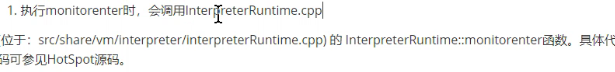 1. 执行monitorenter时，会调用InterpreterRuntime.cpp
位于：src/share/vm/interpreter/interpreterRuntime.cpp) 的 InterpreterRuntime::monitorenter函数。具体代
码可参见HotSpot源码。